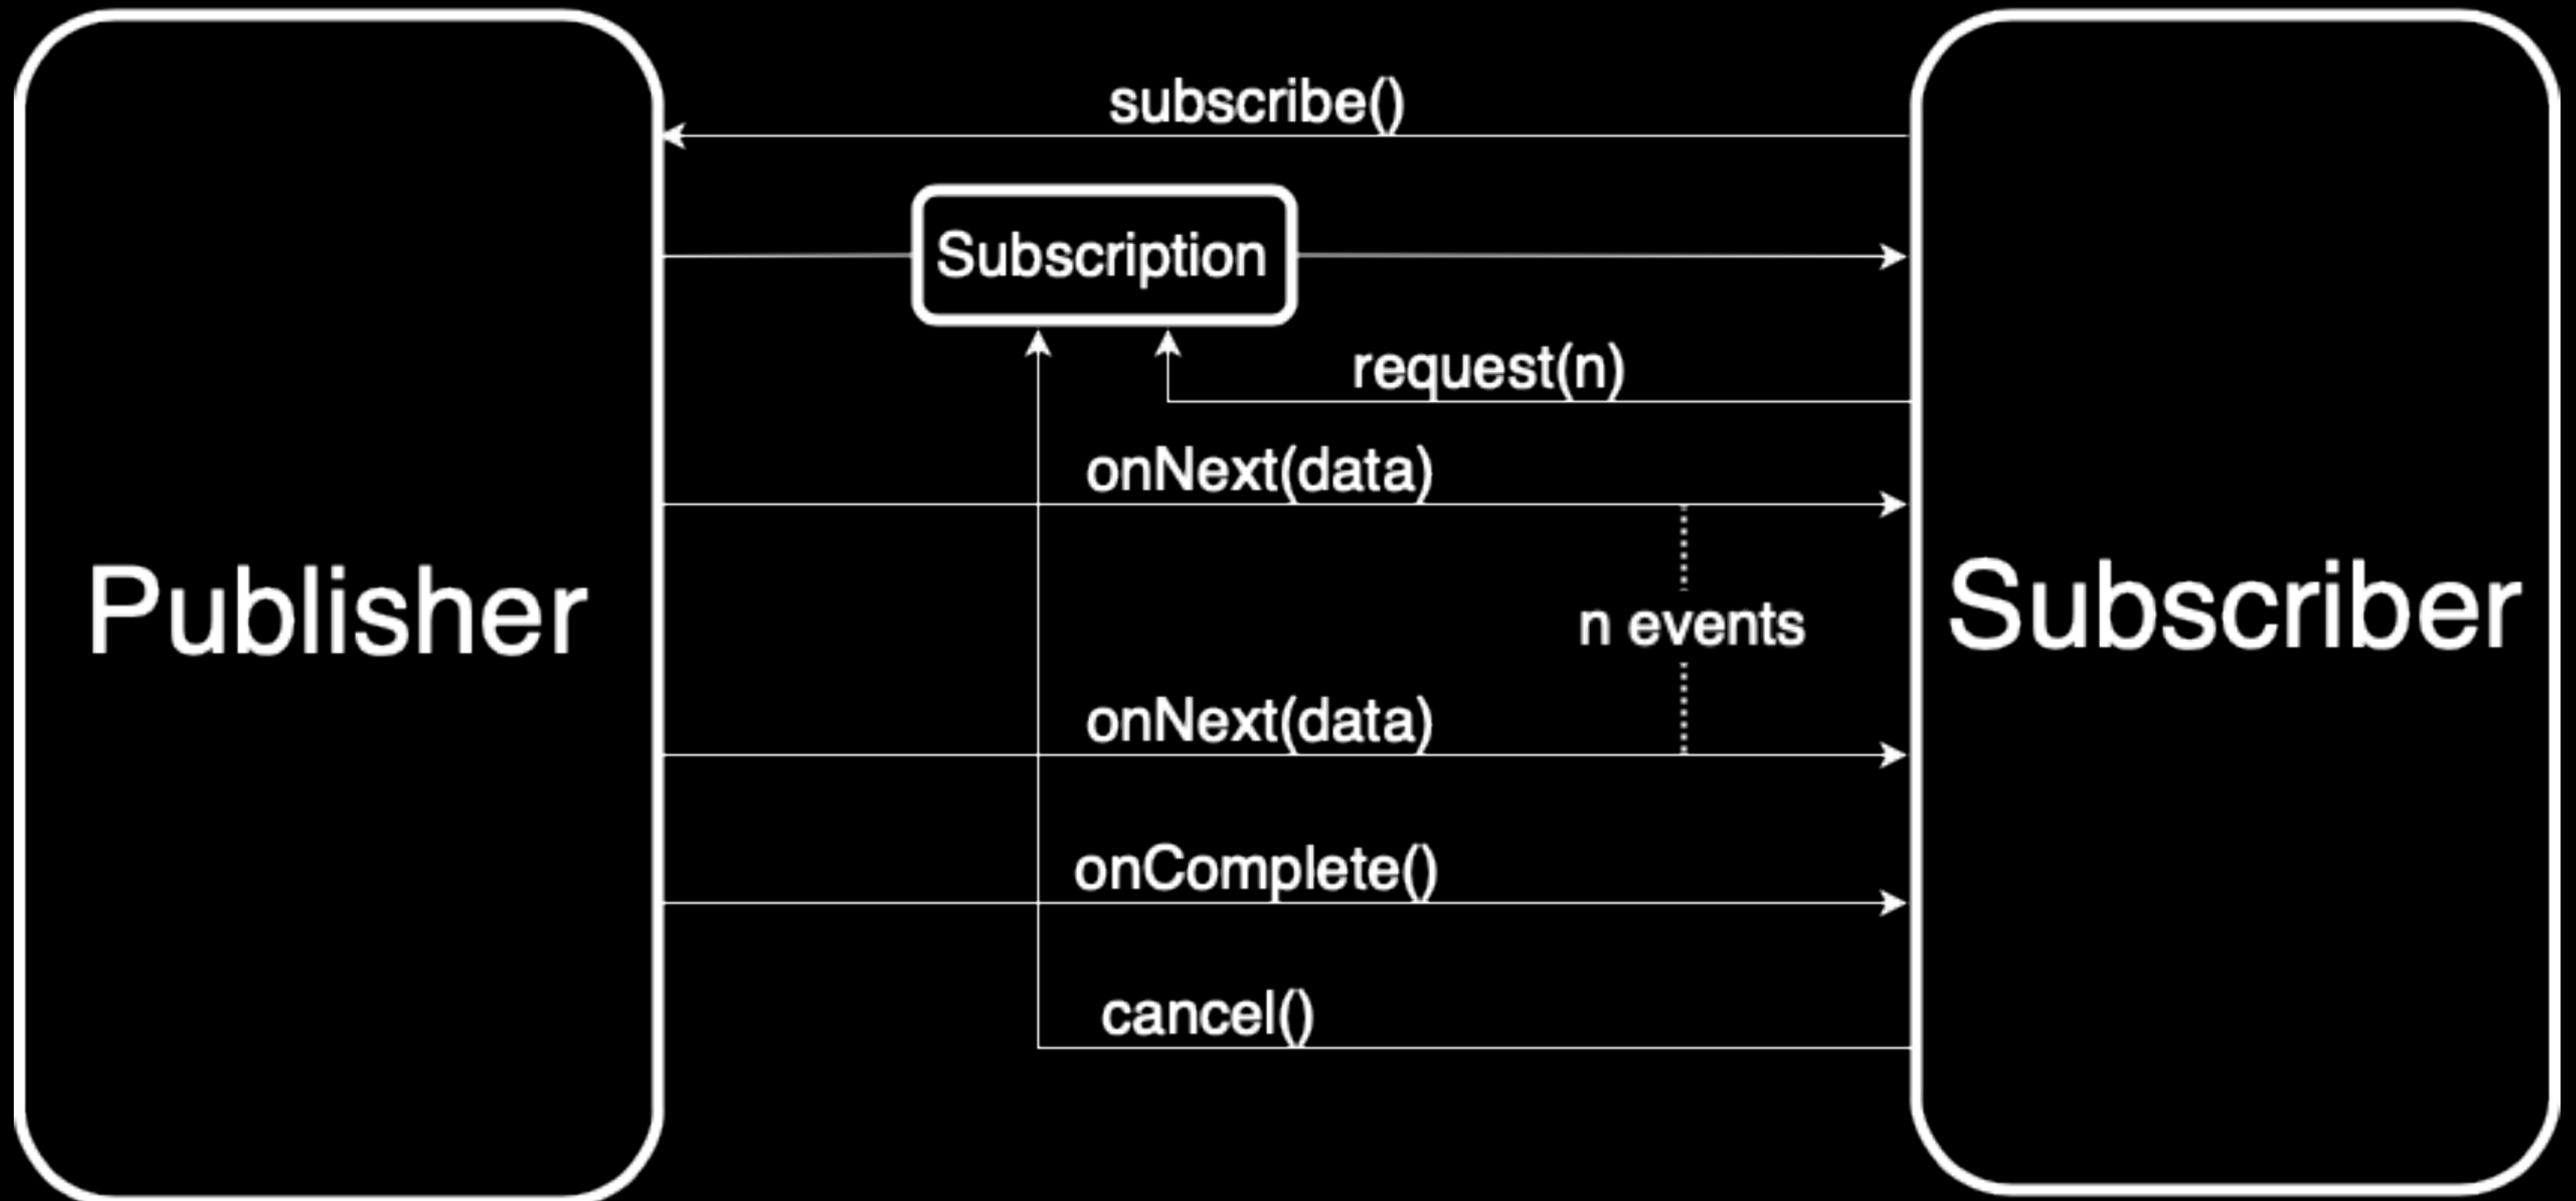 subscribe()
Subscription
request(n)
onNext(data)
Publisher
n events
Subscriber
onNext(data)
onComplete()
cancel()